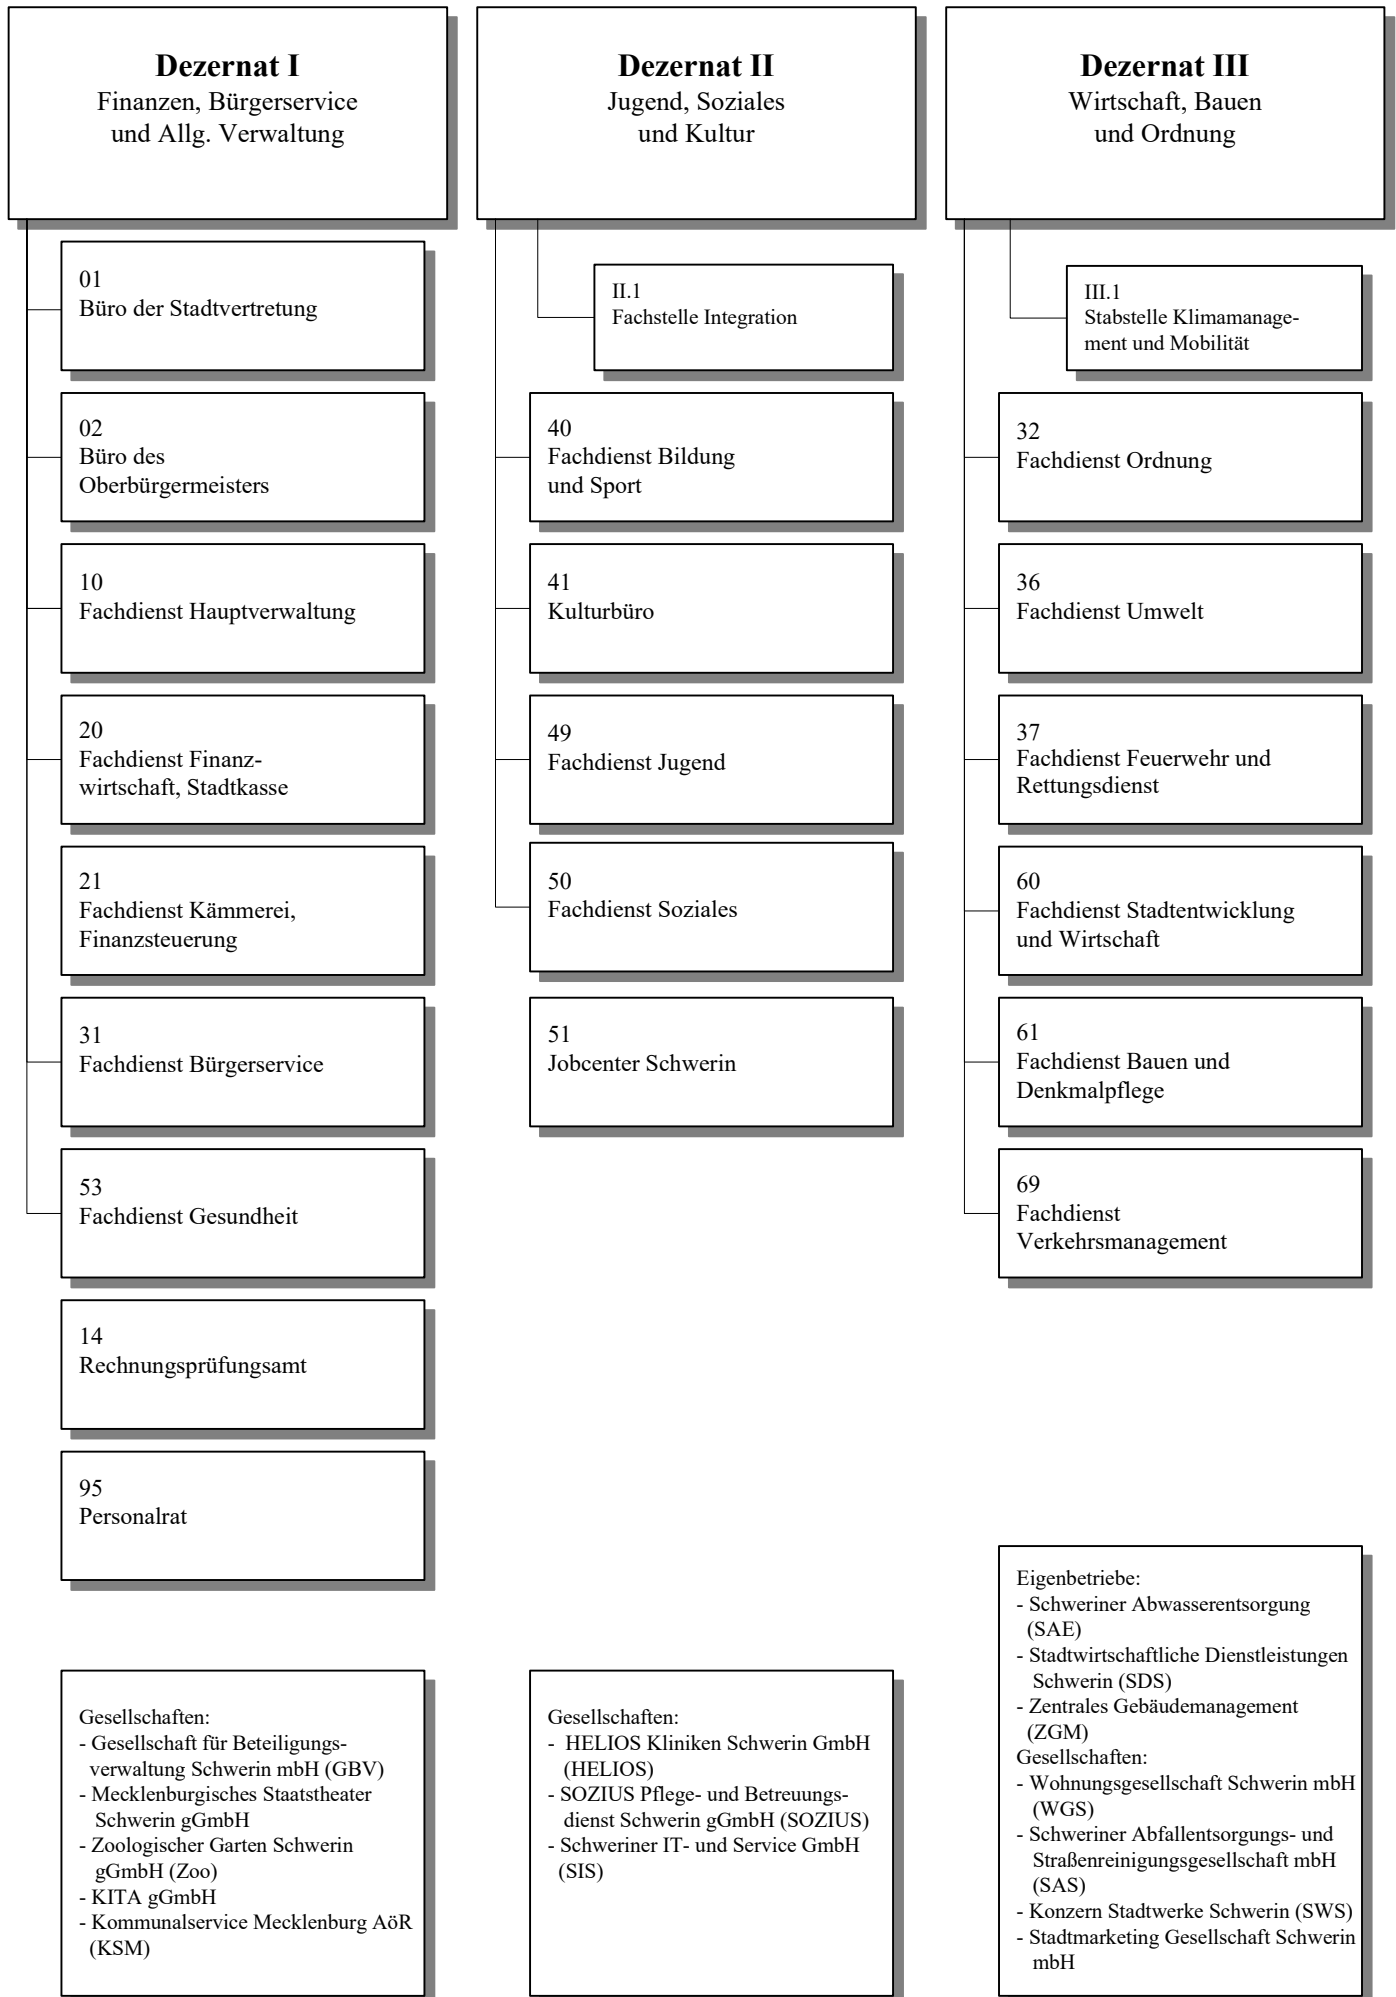 Dezernat I
Finanzen, Bürgerservice
und Allg. Verwaltung
01
Büro der Stadtvertretung
02
Büro des
Oberbürgermeisters
10
Fachdienst Hauptverwaltung
20
Fachdienst Finanz-
wirtschaft, Stadtkasse
21
Fachdienst Kämmerei,
Finanzsteuerung
31
Fachdienst Bürgerservice
53
Fachdienst Gesundheit
14
Rechnungsprüfungsamt
95
Personalrat
Gesellschaften:
- Gesellschaft für Beteiligungs-
verwaltung Schwerin mbH (GBV)
- Mecklenburgisches Staatstheater
Schwerin gGmbH
- Zoologischer Garten Schwerin
gGmbH (Zoo)
- KITA gGmbH
- Kommunalservice Mecklenburg AöR
(KSM)
Dezernat II
Jugend, Soziales
und Kultur
II.1
Fachstelle Integration
40
Fachdienst Bildung
und Sport
41
Kulturbüro
49
Fachdienst Jugend
50
Fachdienst Soziales
51
Jobcenter Schwerin
Gesellschaften:
- HELIOS Kliniken Schwerin GmbH
(HELIOS)
- SOZIUS Pflege- und Betreuungs-
dienst Schwerin gGmbH (SOZIUS)
- Schweriner IT- und Service GmbH
(SIS)
Dezernat III
Wirtschaft, Bauen
und Ordnung
III.1
Stabstelle Klimamanage-
ment und Mobilität
32
Fachdienst Ordnung
36
Fachdienst Umwelt
37
Fachdienst Feuerwehr und
Rettungsdienst
60
Fachdienst Stadtentwicklung
und Wirtschaft
61
Fachdienst Bauen und
Denkmalpflege
69
Fachdienst
Verkehrsmanagement
Eigenbetriebe:
- Schweriner Abwasserentsorgung
(SAE)
- Stadtwirtschaftliche Dienstleistungen
Schwerin (SDS)
- Zentrales Gebäudemanagement
(ZGM)
Gesellschaften:
- Wohnungsgesellschaft Schwerin mbH
(WGS)
- Schweriner Abfallentsorgungs- und
Straßenreinigungsgesellschaft mbH
(SAS)
- Konzern Stadtwerke Schwerin (SWS)
- Stadtmarketing Gesellschaft Schwerin
mbH